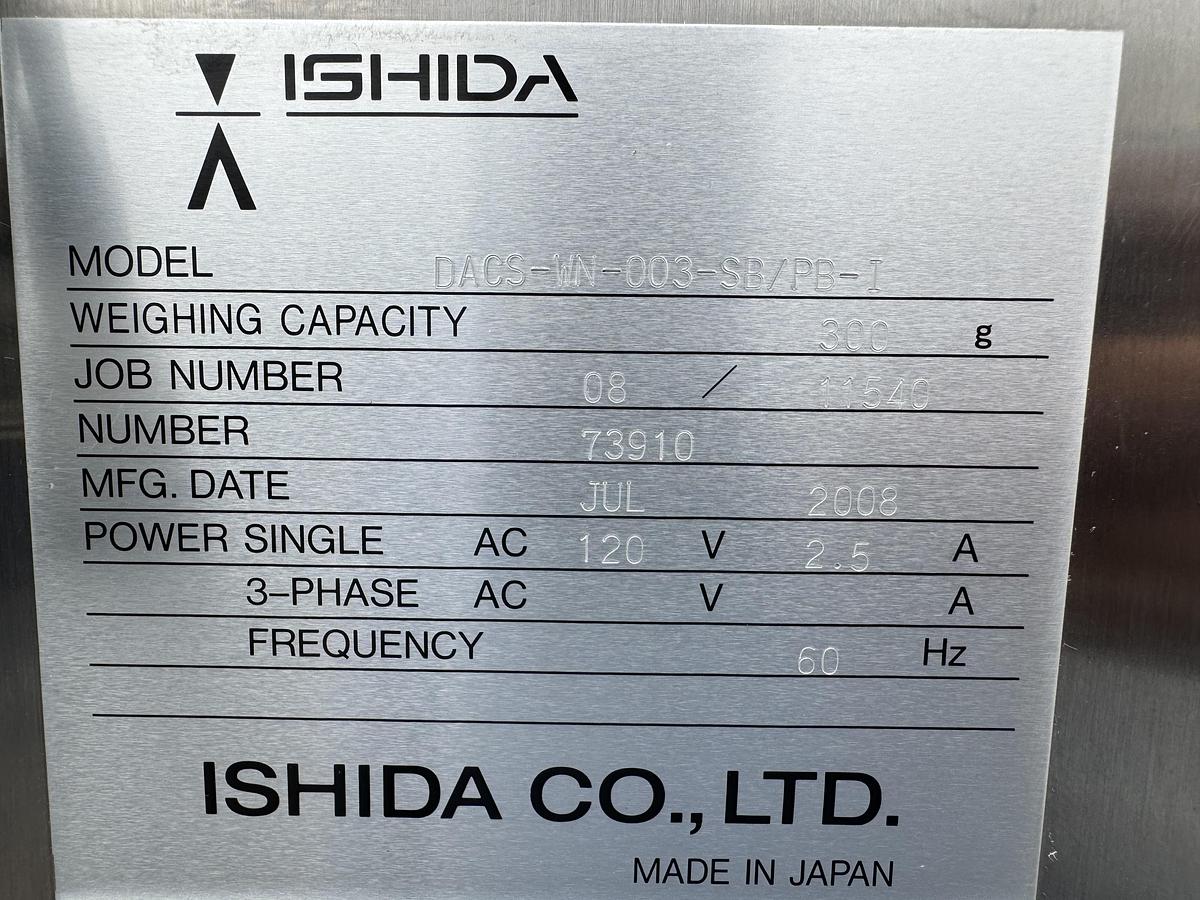 ISHIDA
MODEL DACS-WN-003-SB/PB-I
WEIGHING CAPACITY 300 g
JOB NUMBER 08 / 11540
NUMBER 73910
MFG. DATE JUL 2008
POWER SINGLE AC 120 V 2.5 A
3-PHASE AC V A
FREQUENCY 60 Hz
ISHIDA CO., LTD.
MADE IN JAPAN